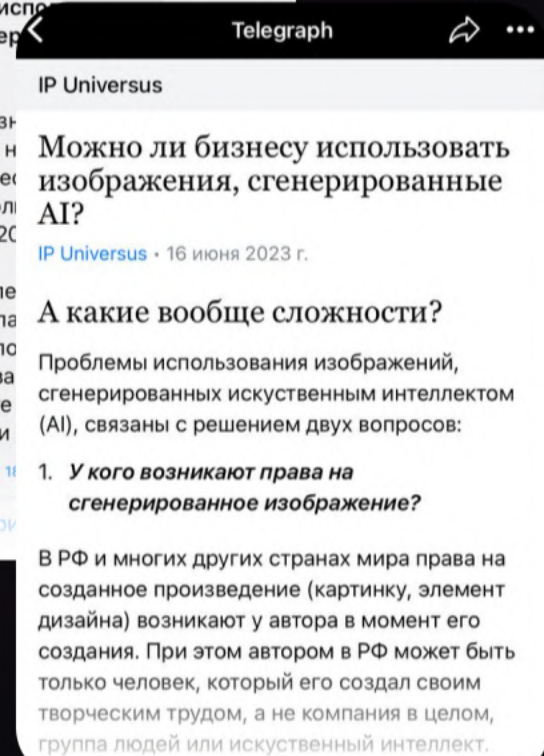 Telegraph
IP Universus
Можно ли бизнесу использовать
изображения, сгенерированные
AI?
IP Universus • 16 июня 2023 г.
А какие вообще сложности?
Проблемы использования изображений,
сгенерированных искуственным интеллектом
(AI), связаны с решением двух вопросов:
1. У кого возникают права на
сгенерированное изображение?
В РФ и многих других странах мира права на
созданное произведение (картинку, элемент
дизайна) возникают у автора в момент его
создания. При этом автором в РФ может быть
только человек, который его создал своим
творческим трудом, а не компания в целом,
группа людей или искуственный интеллект.